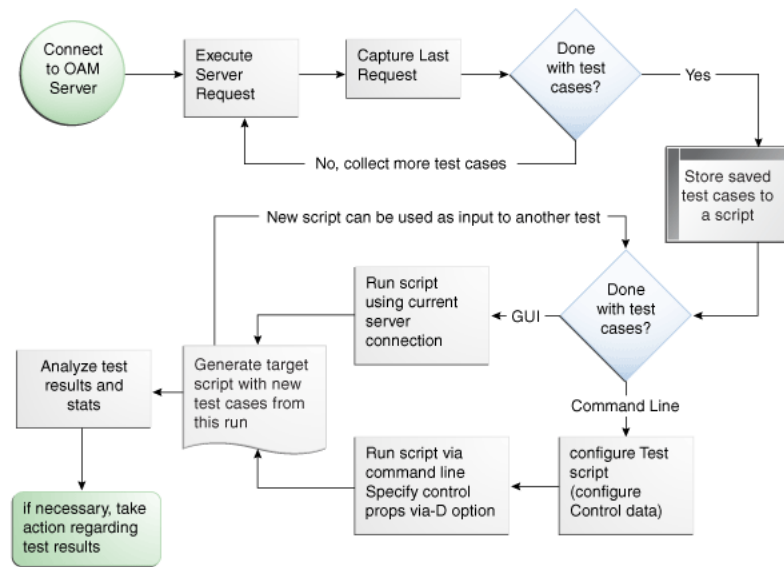 Connect
to OAM
Server
Execute
Server
Request
Capture Last
Request
Done
with test
cases?
Yes
No, collect more test cases
Store saved
test cases to
a script
New script can be used as input to another test
Done
with test
cases?
GUI
Run script
using current
server
connection
Generate target
script with new
test cases from
this run
Analyze test
results and
stats
Command Line
configure Test
script
(configure
Control data)
Run script via
command line
Specify control
props via-D option
if necessary, take
action regarding
test results